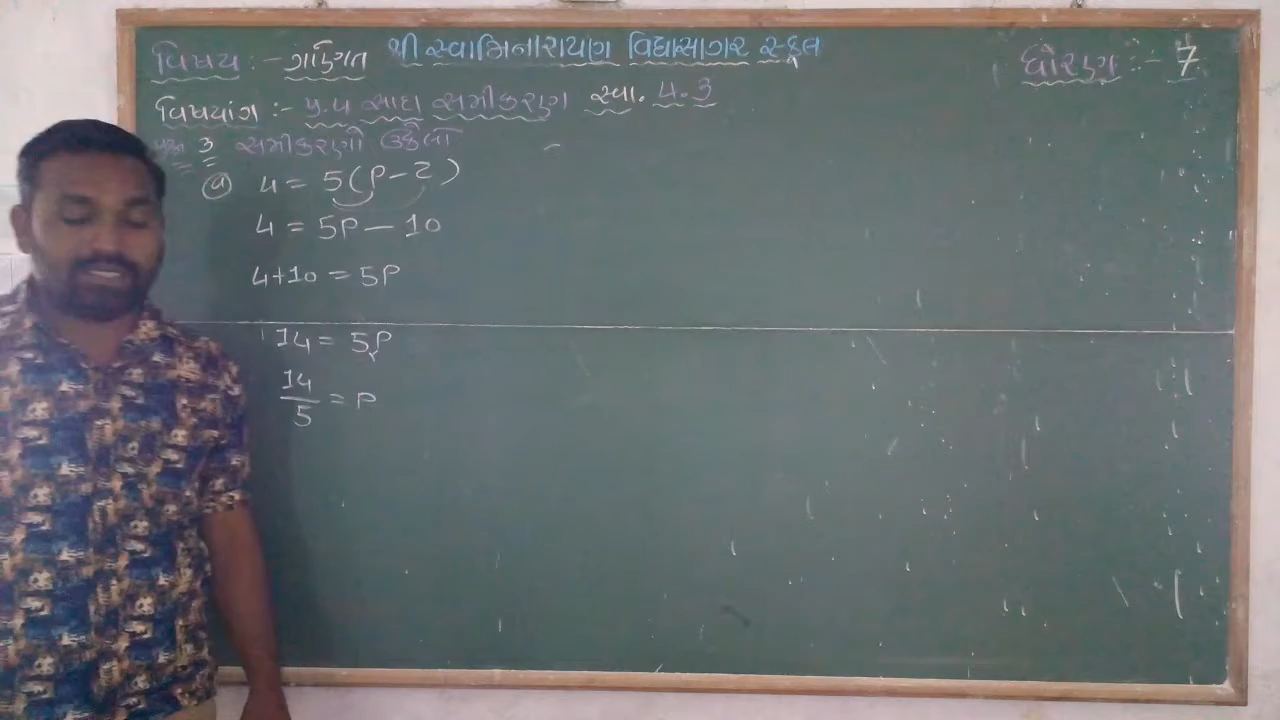 વિષય :- ગણિત શ્રી સ્વામિનારાયણ વિદ્યાસાગર સ્કૂલ ધોરણ :- 7
વિષયાંગ :- પ્ર.૫ સાદા સમીકરણ સ્વા. 4.3
3 સમીકરણો ઉકેલો
4 = 5(P-2)
4 = 5P - 10
4+10 = 5P
14 = 5P
14/5 = P